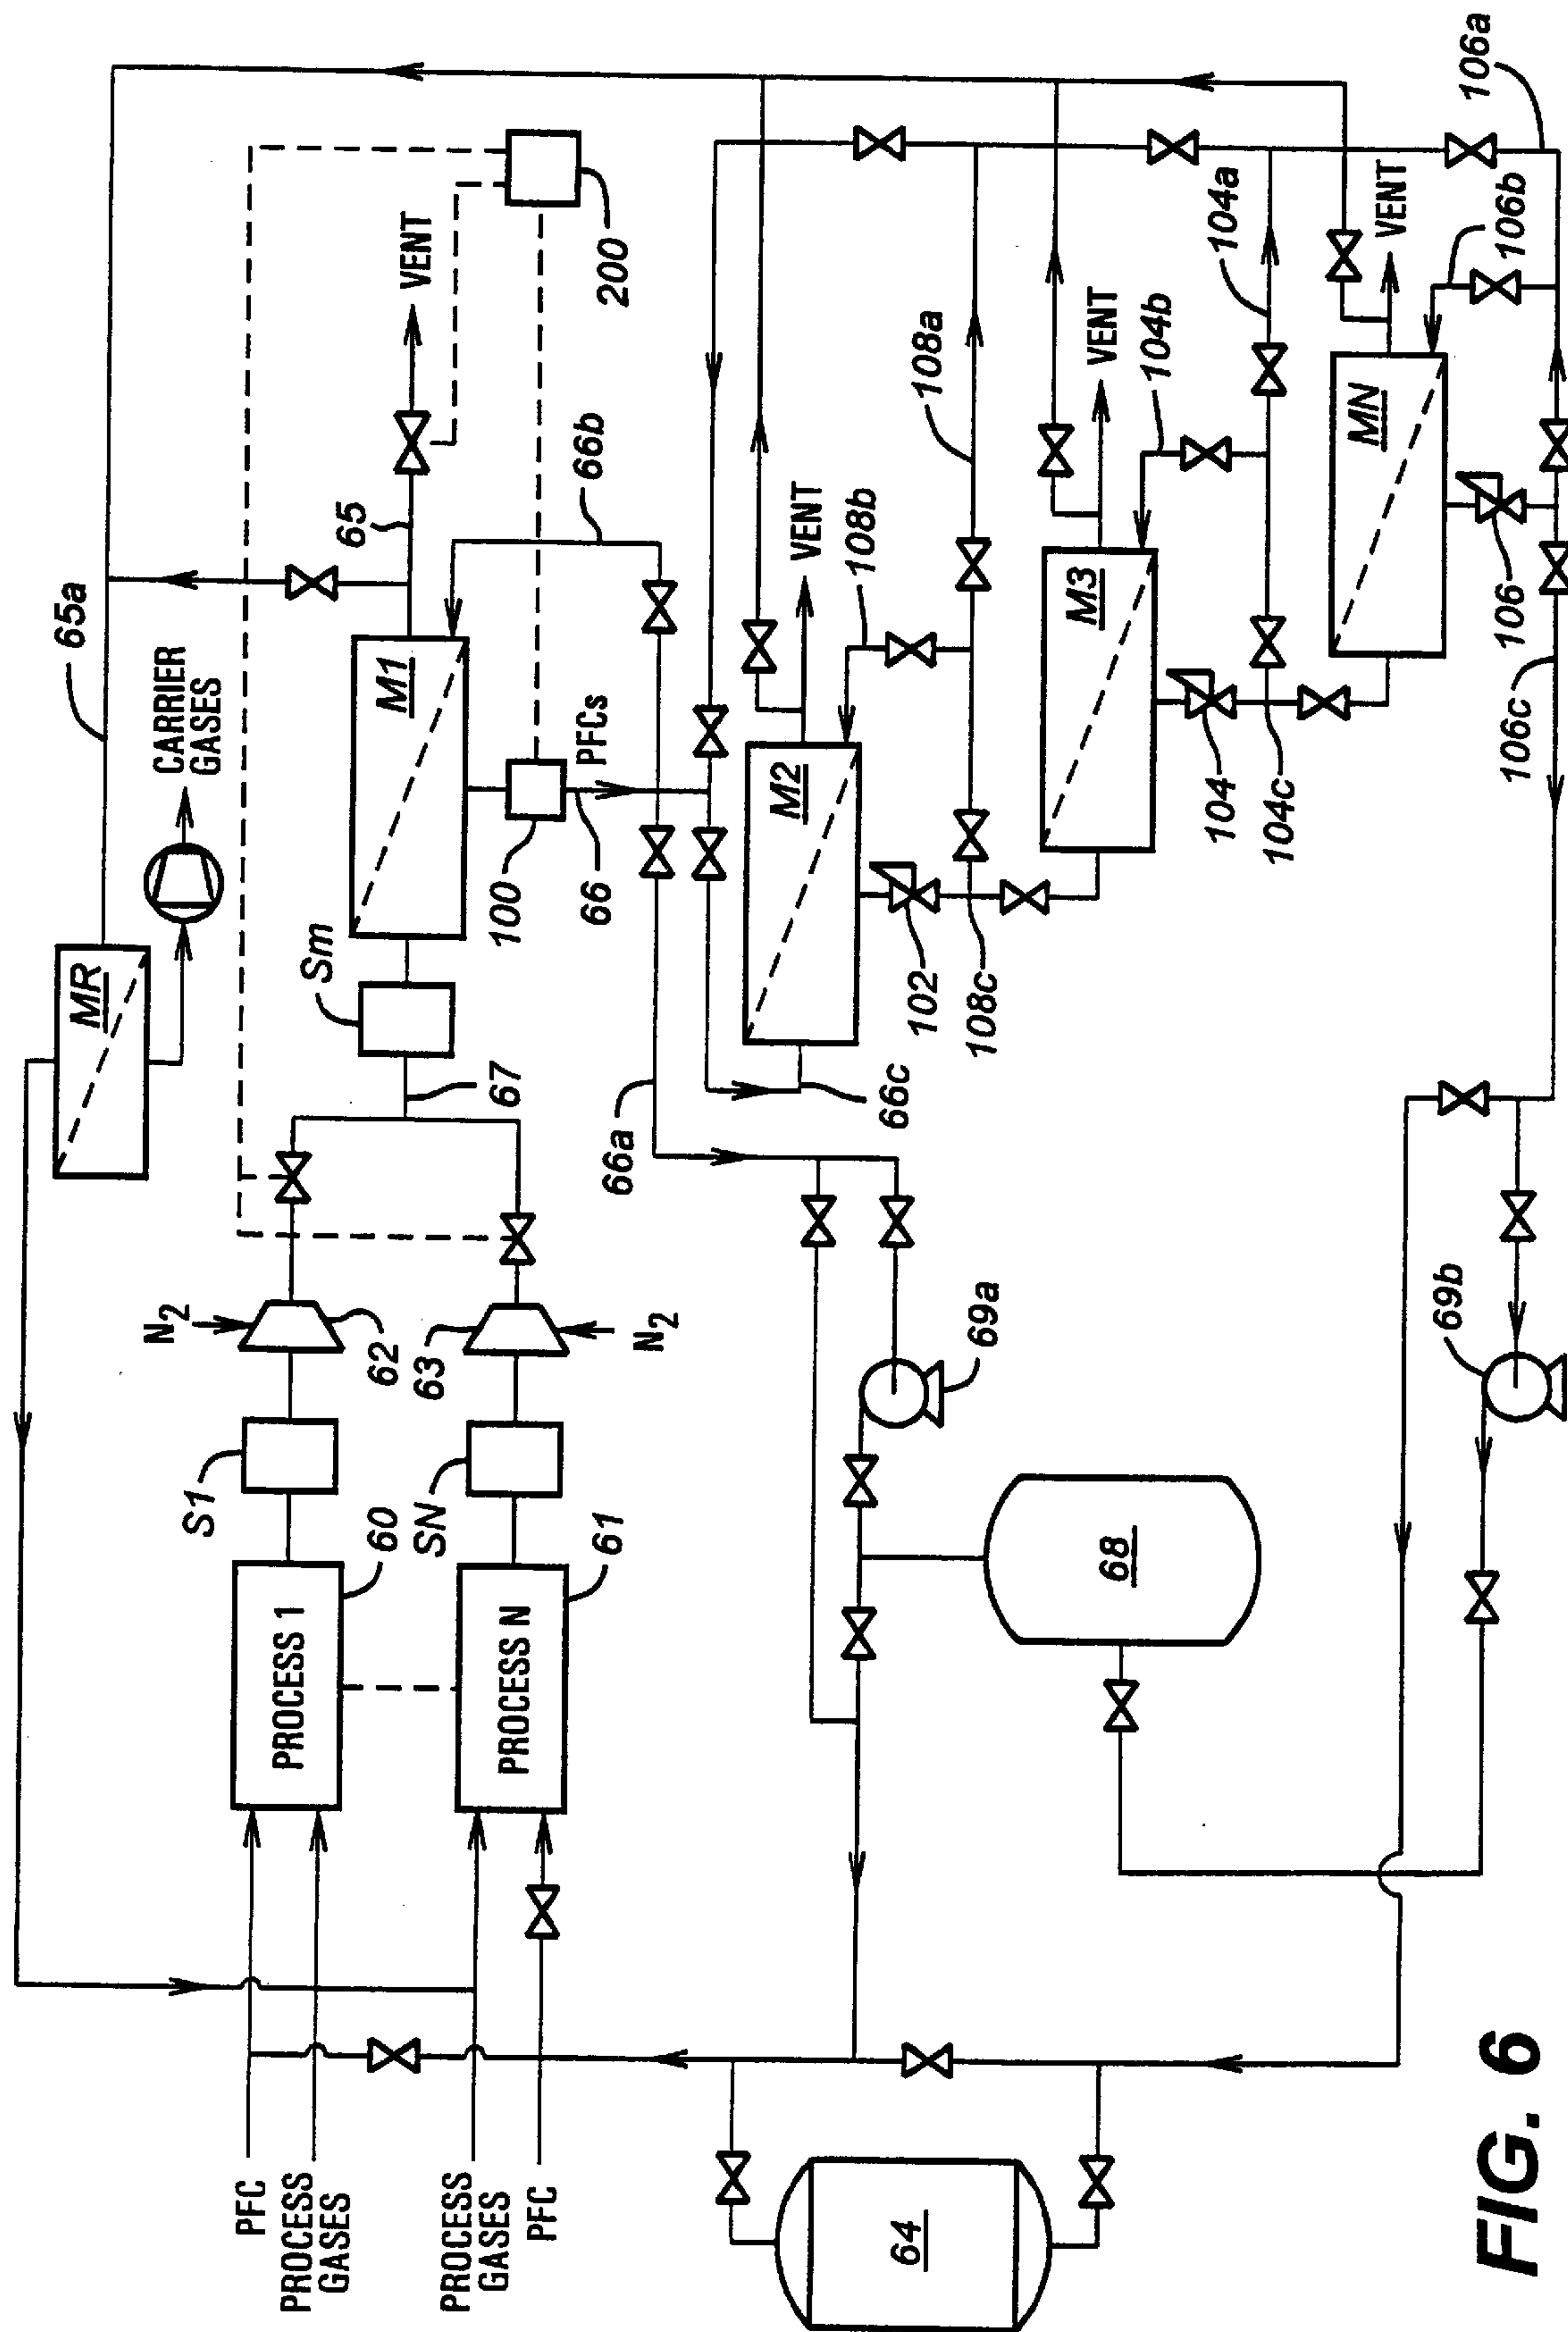 65a
MR
CARRIER
GASES
N2
S1
62
PROCESS 1
60
PFC
PROCESS
GASES
Sm
67
M1
65
VENT
200
63
N2
SN
PROCESS N
61
PROCESS
GASES
PFC
100
66
PFCs
66b
66a
66c
M2
VENT
108b
108a
102
108c
M3
VENT
104b
104a
104
104c
MN
VENT
106b
106a
106
106c
69a
68
69b
64
FIG. 6